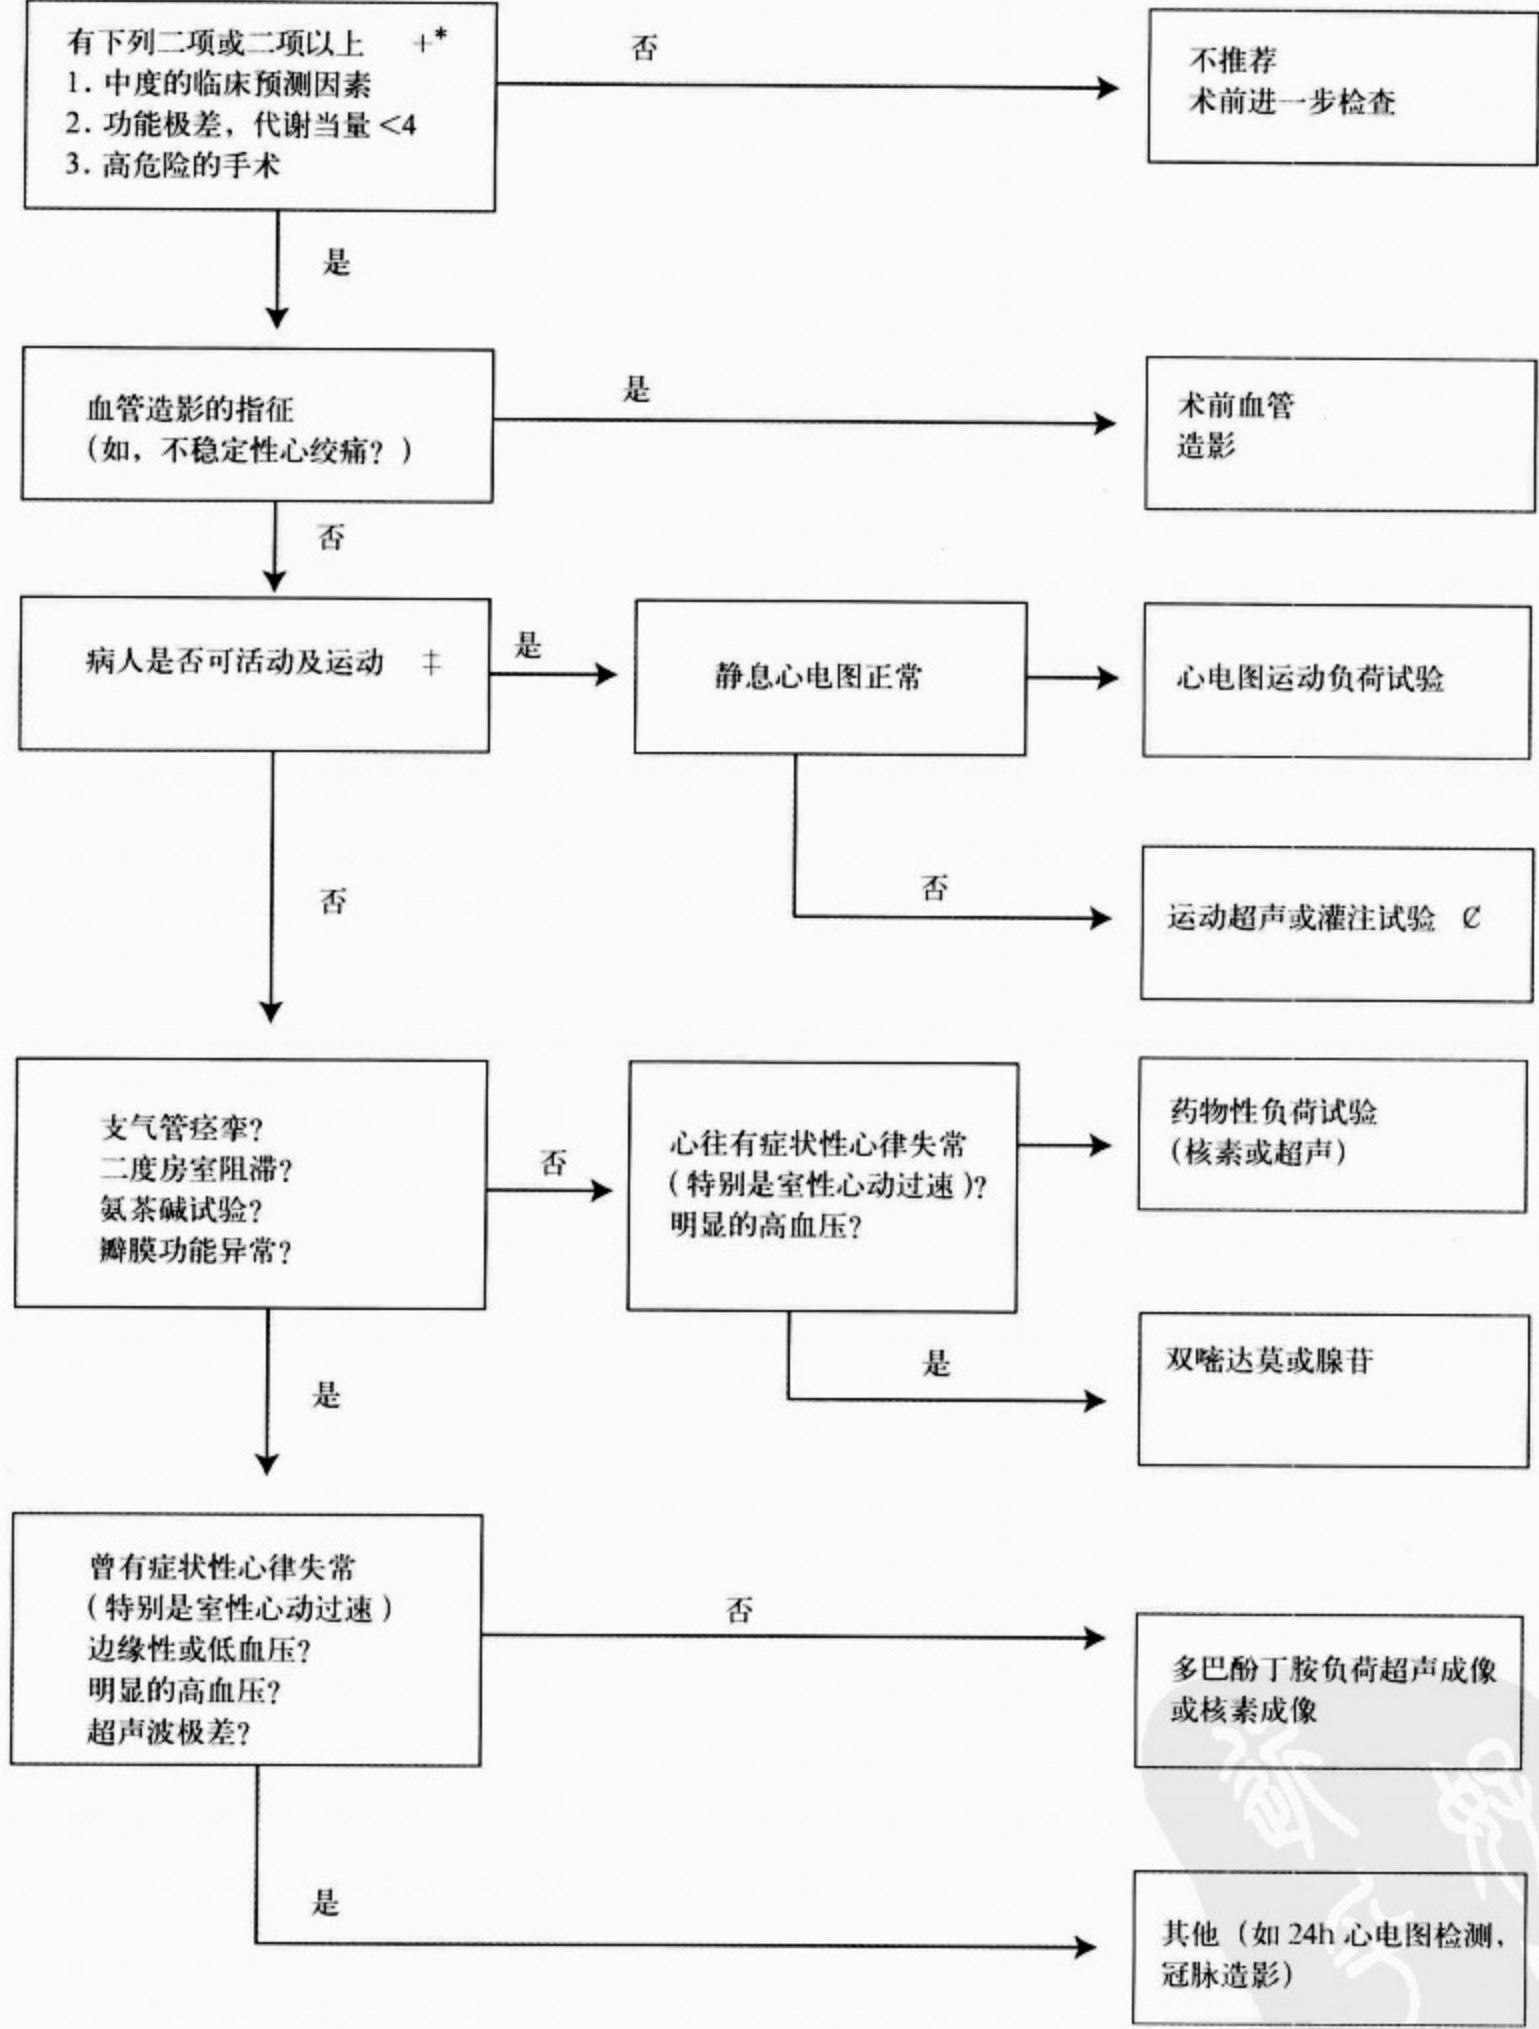 有下列二项或二项以上 +*
1. 中度的临床预测因素
2. 功能极差，代谢当量 <4
3. 高危险的手术
否
不推荐
术前进一步检查
是
血管造影的指征
（如，不稳定性心绞痛？）
是
术前血管
造影
否
病人是否可活动及运动 ‡
是
静息心电图正常
心电图运动负荷试验
否
否
运动超声或灌注试验 ⊄
支气管痉挛？
二度房室阻滞？
氨茶碱试验？
瓣膜功能异常？
否
心往有症状性心律失常
（特别是室性心动过速）？
明显的高血压？
药物性负荷试验
（核素或超声）
是
双嘧达莫或腺苷
是
曾有症状性心律失常
（特别是室性心动过速）
边缘性或低血压？
明显的高血压？
超声波极差？
否
多巴酚丁胺负荷超声成像
或核素成像
是
其他（如 24h 心电图检测，
冠脉造影）